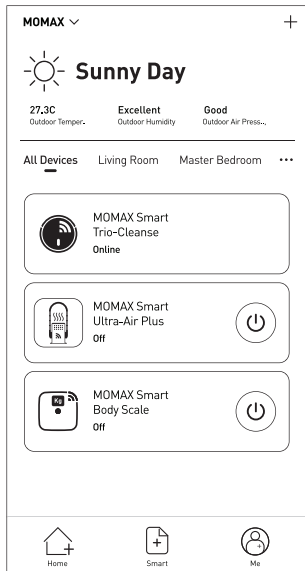 MOMAX
Sunny Day
27.3C Excellent Good
Outdoor Temper.. Outdoor Humidity Outdoor Air Press...
All Devices Living Room Master Bedroom
MOMAX Smart
Trio-Cleanse
Online
MOMAX Smart
Ultra-Air Plus
Off
Kg
MOMAX Smart
Body Scale
Off
Home Smart Me